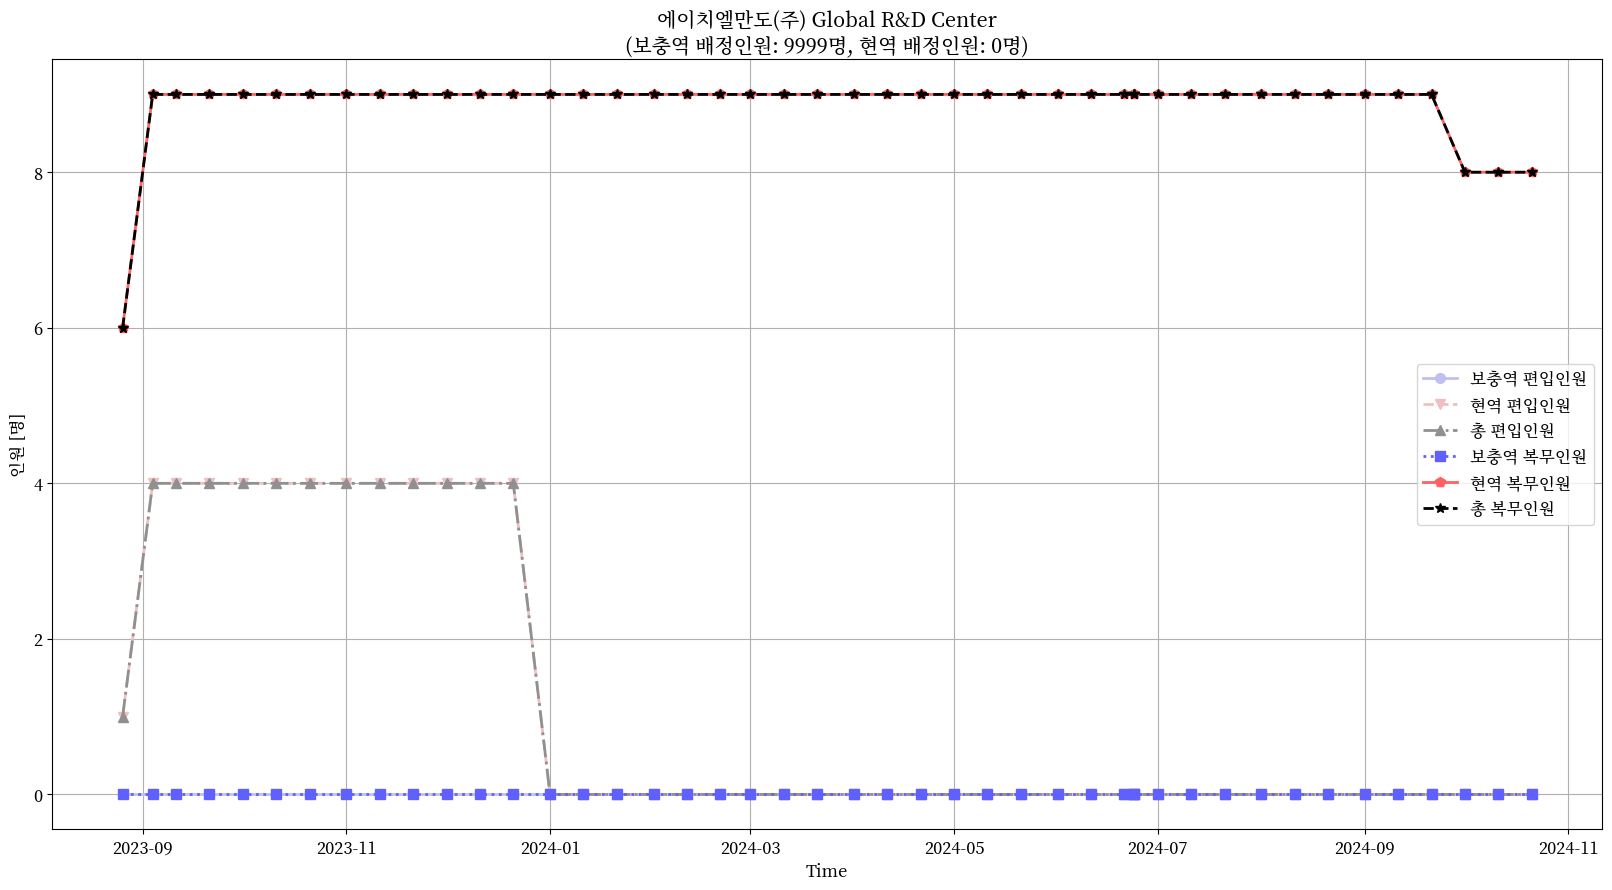 에이치엘만도(주) Global R&D Center
(보충역 배정인원: 9999명, 현역 배정인원: 0명)
인원 [명]
8
6
4
2
0
보충역 편입인원
현역 편입인원
총 편입인원
보충역 복무인원
현역 복무인원
총 복무인원
2023-09
2023-11
2024-01
2024-03
2024-05
2024-07
2024-09
2024-11
Time